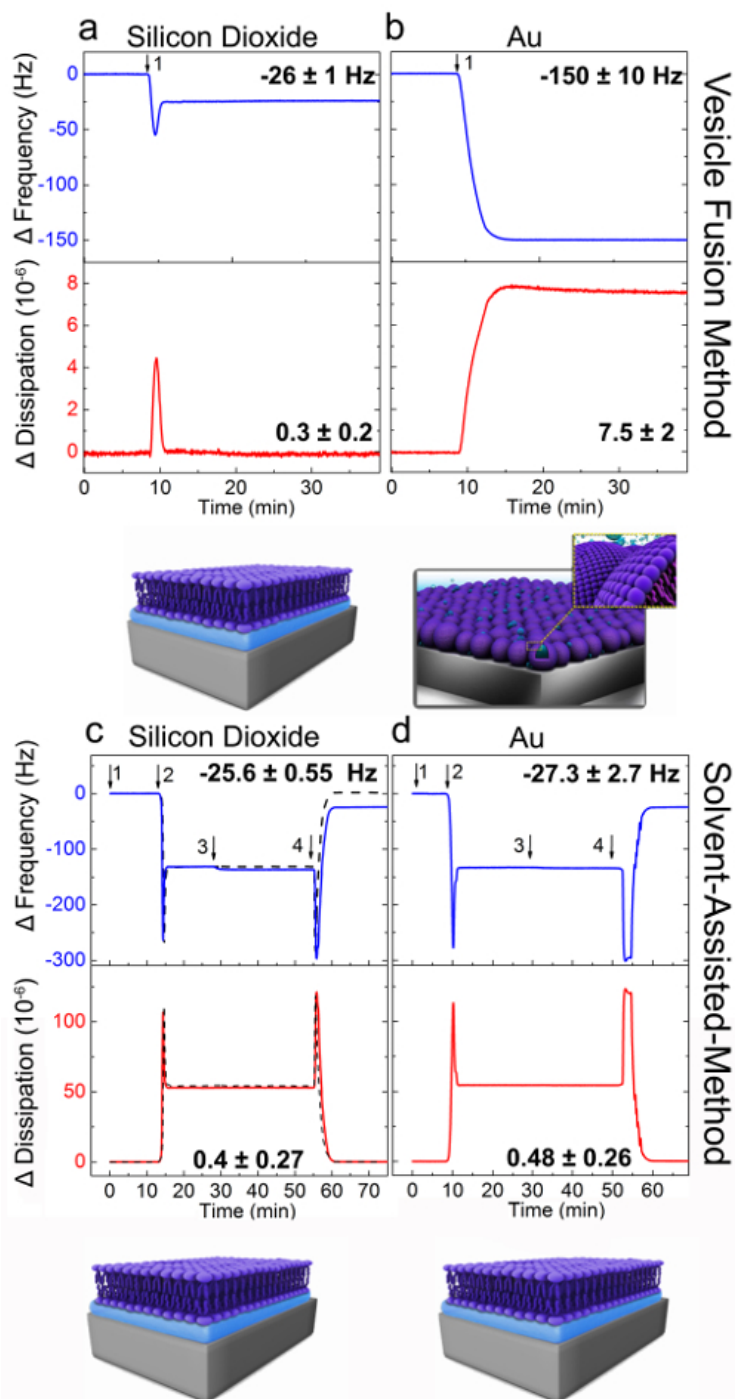 a
Silicon Dioxide
b
Au
Vesicle Fusion Method
Δ Frequency (Hz)
0
-50
-100
-150
1
-26 ± 1 Hz
1
-150 ± 10 Hz
Δ Dissipation (10⁻⁶)
8
6
4
2
0
0.3 ± 0.2
7.5 ± 2
0 10 20 30
Time (min)
0 10 20 30
Time (min)
c
Silicon Dioxide
d
Au
Solvent-Assisted-Method
Δ Frequency (Hz)
0
-100
-200
-300
1 2
-25.6 ± 0.55 Hz
3 4
1 2
-27.3 ± 2.7 Hz
3 4
Δ Dissipation (10⁻⁶)
100
50
0
0.4 ± 0.27
0.48 ± 0.26
0 10 20 30 40 50 60 70
Time (min)
0 10 20 30 40 50 60
Time (min)